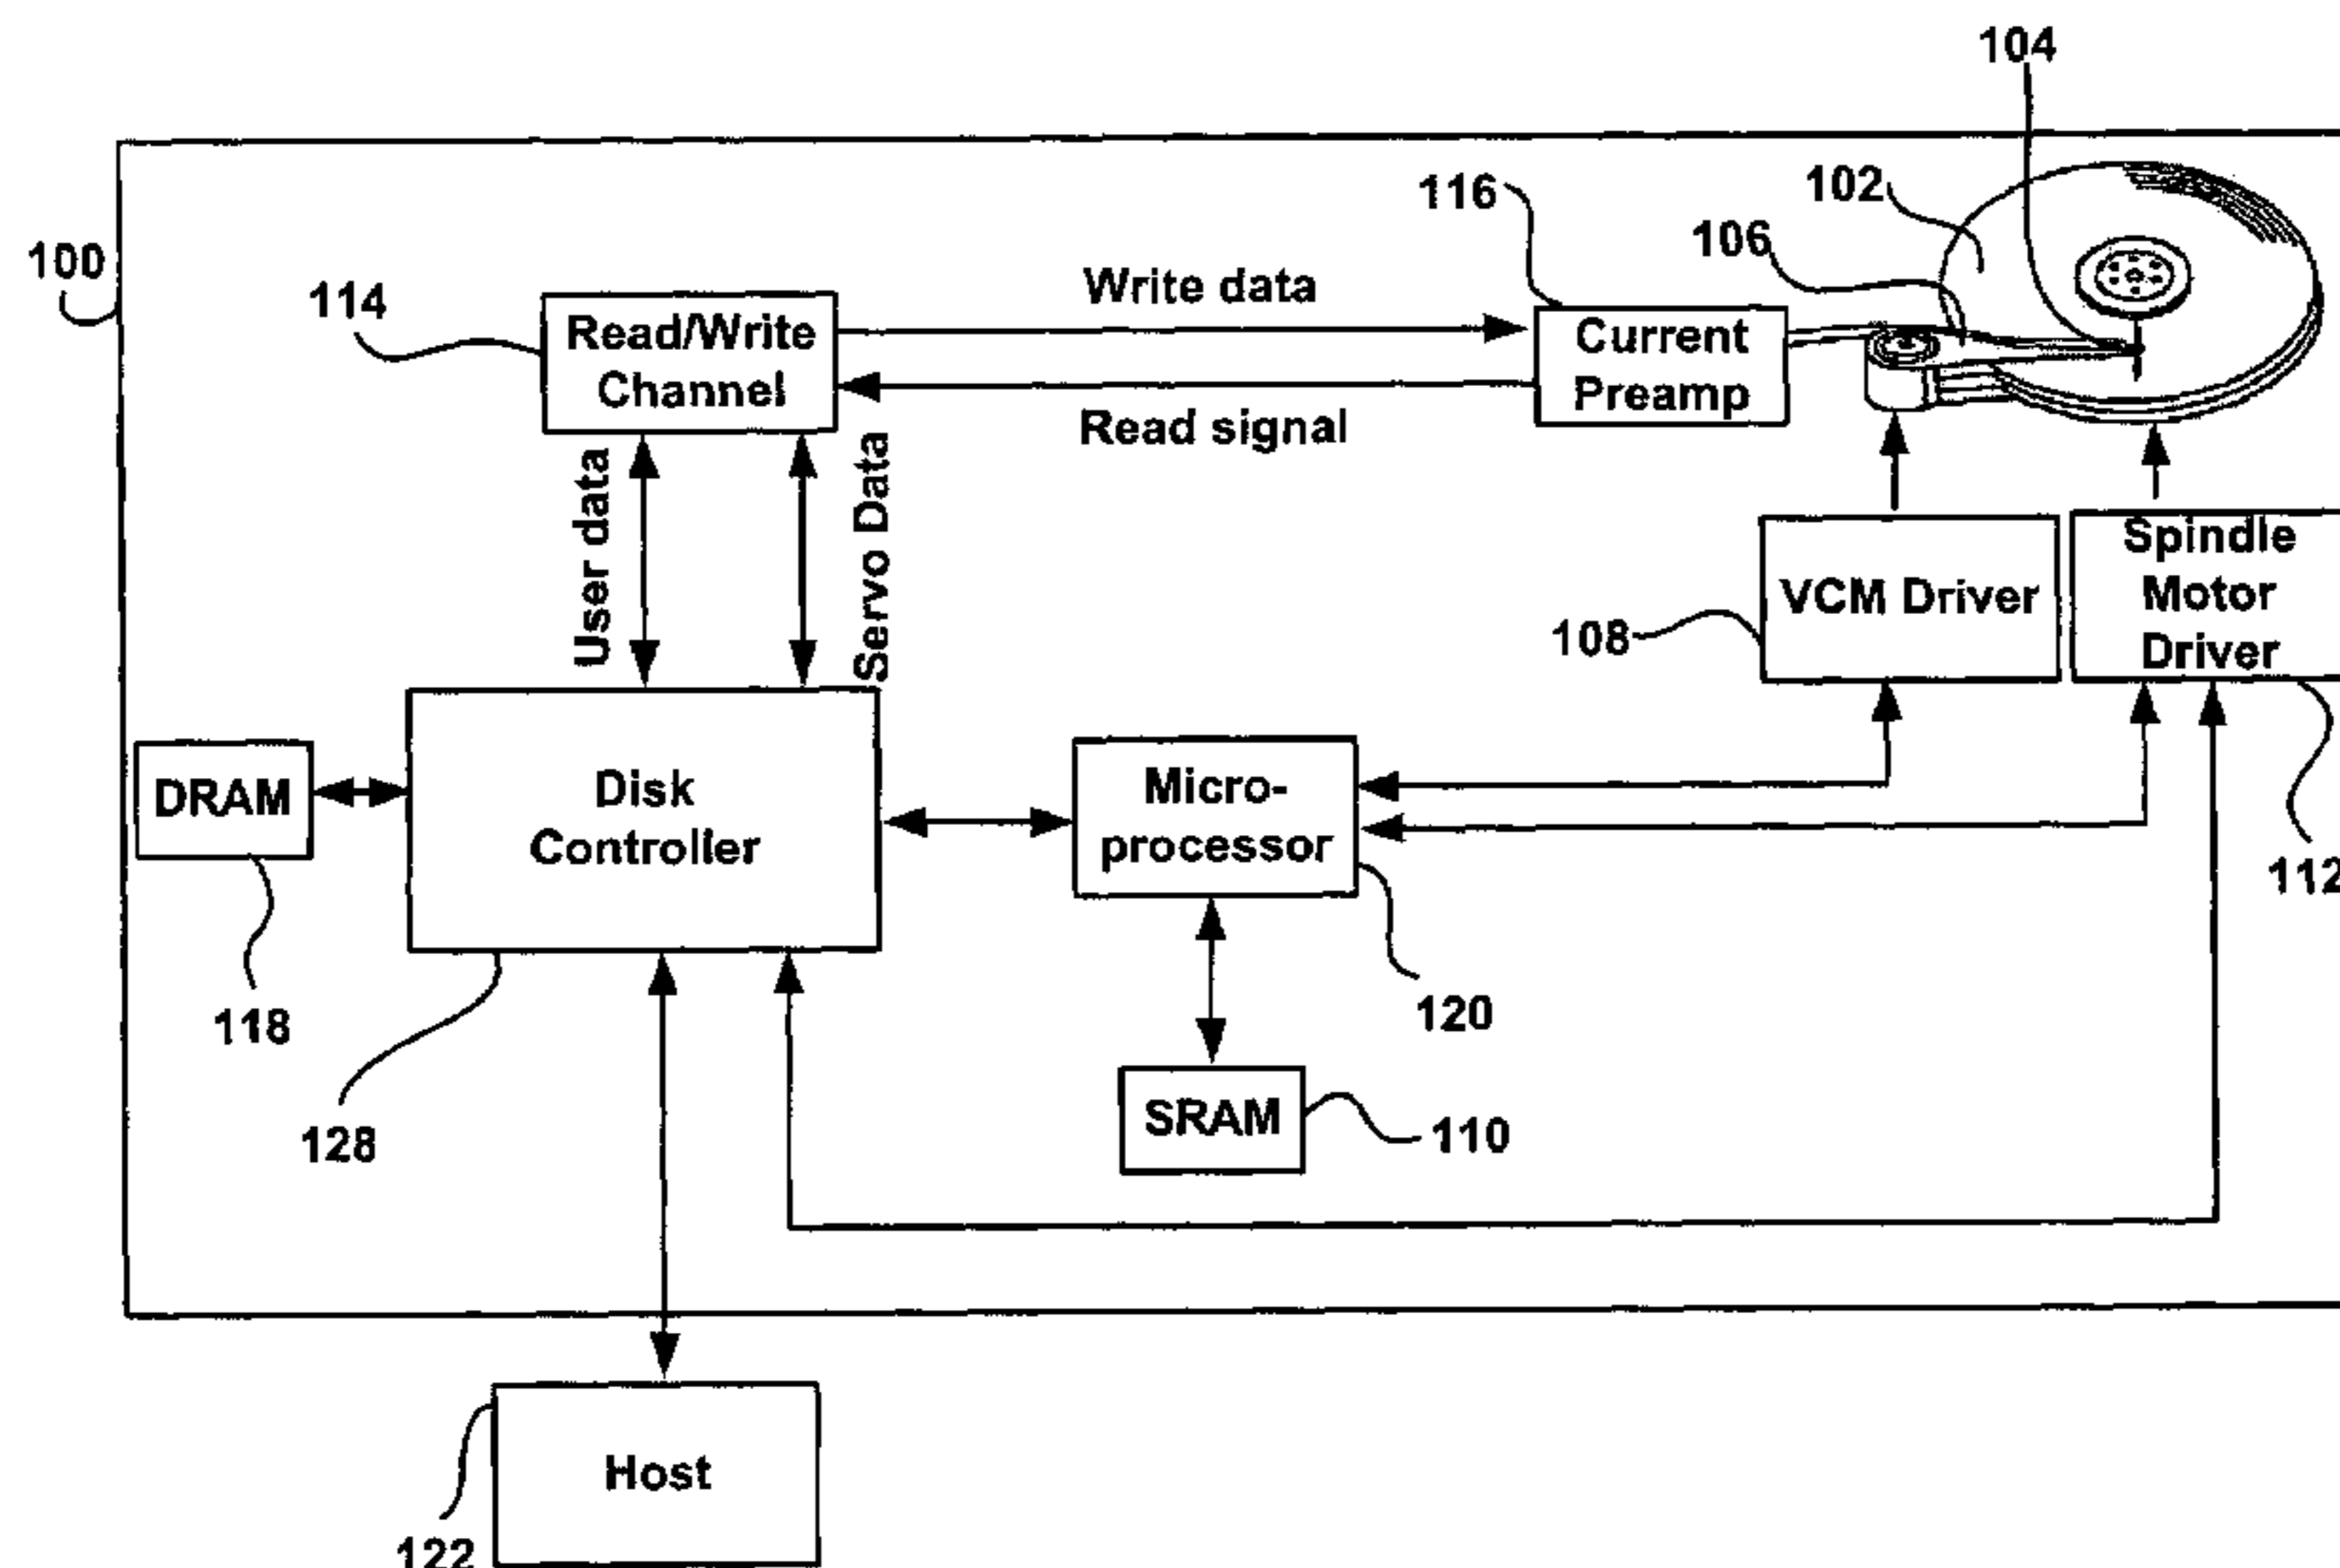 104
116
102
106
100
114
Write data
Read/Write
Channel
Current
Preamp
Read signal
User data
Servo Data
VCM Driver
Spindle
Motor
Driver
108
DRAM
Disk
Controller
Micro-
processor
112
118
120
128
SRAM
110
Host
122